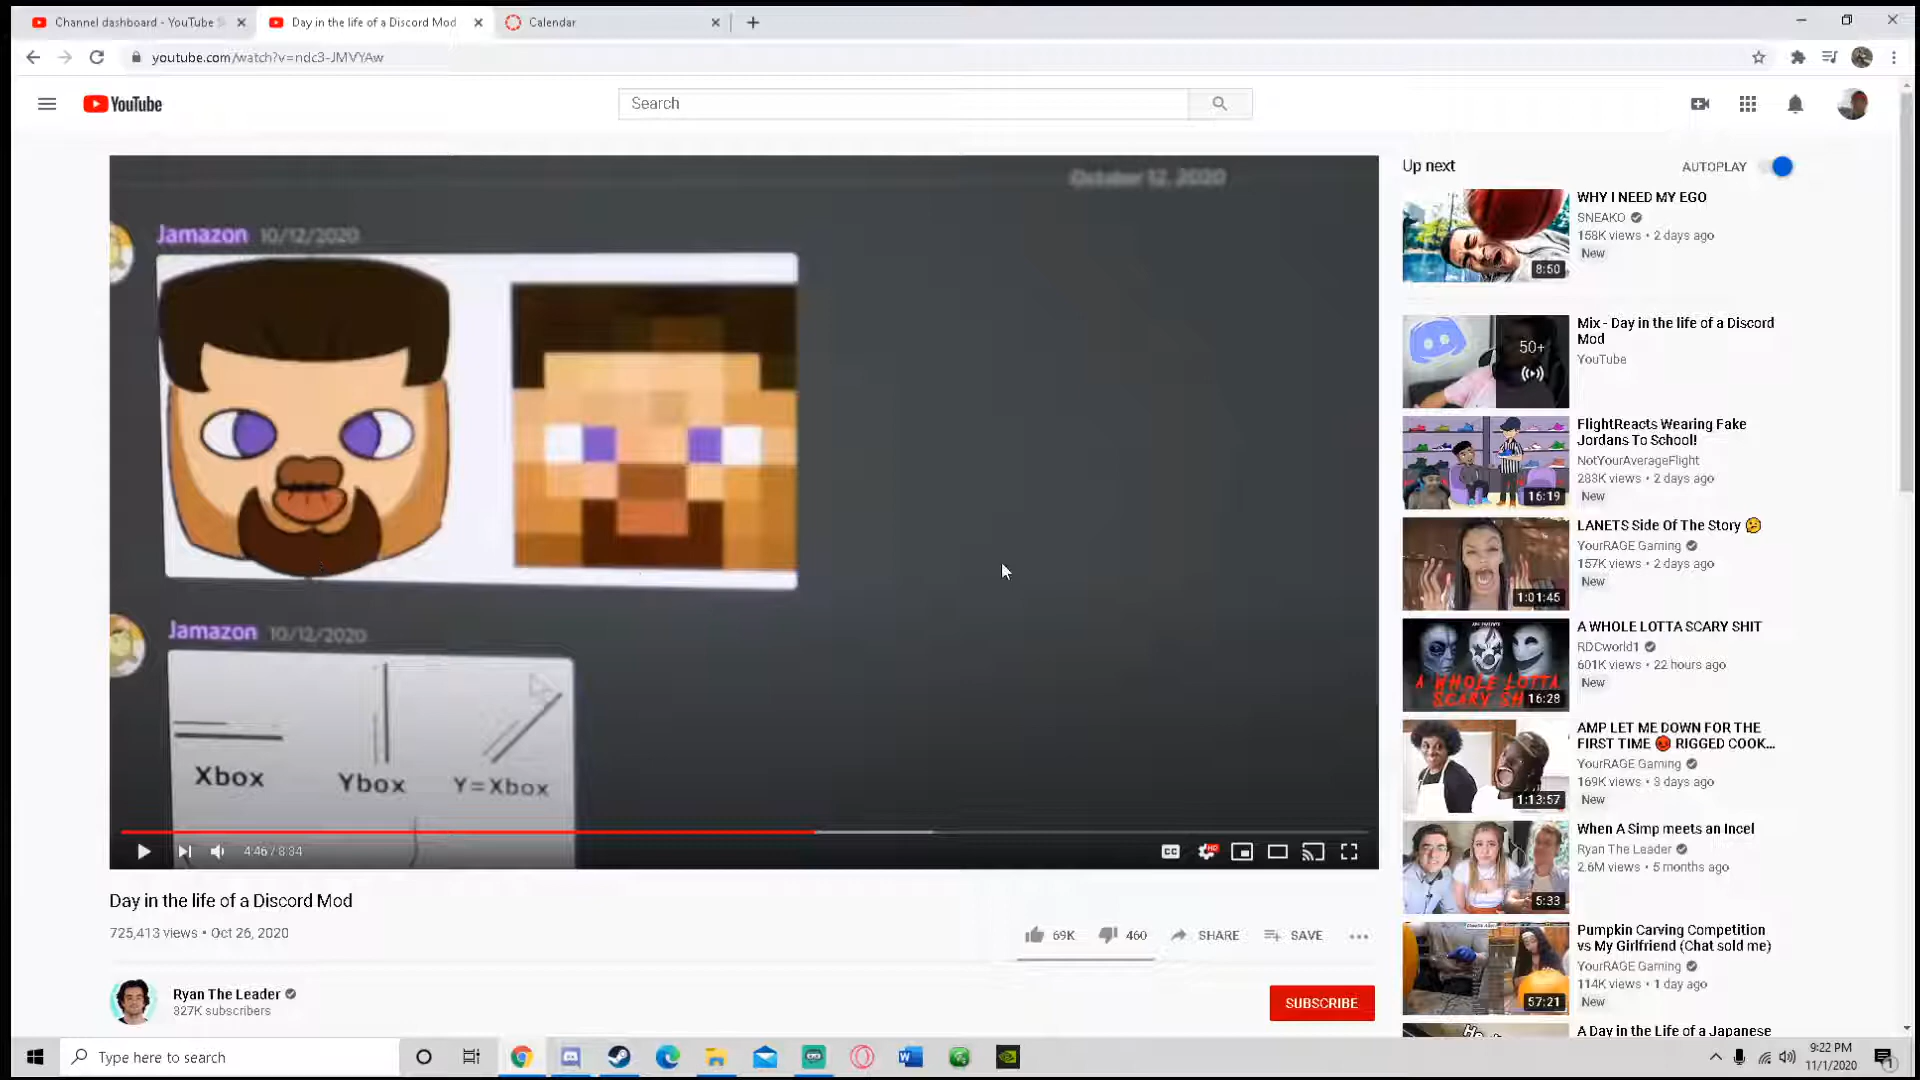 Channel dashboard - YouTube S
Day in the life of a Discord Mod
Calendar
youtube.com/watch?v=ndc3-JMVYAw
YouTube
Search
October 12, 2020
Jamazon 10/12/2020
Jamazon 10/12/2020
Xbox
Ybox
Y=Xbox
4:46 / 8:34
CC
HD
Day in the life of a Discord Mod
725,413 views • Oct 26, 2020
69K
460
SHARE
SAVE
Ryan The Leader
327K subscribers
SUBSCRIBE
Up next
AUTOPLAY
8:50
WHY I NEED MY EGO
SNEAKO
158K views • 2 days ago
New
50+
Mix - Day in the life of a Discord
Mod
YouTube
16:19
FlightReacts Wearing Fake
Jordans To School!
NotYourAverageFlight
283K views • 2 days ago
New
1:01:45
LANETS Side Of The Story 🤔
YourRAGE Gaming
157K views • 2 days ago
New
A WHOLE LOTTA
SCARY SH
16:28
A WHOLE LOTTA SCARY SHIT
RDCworld1
601K views • 22 hours ago
New
1:13:57
AMP LET ME DOWN FOR THE
FIRST TIME 😡 RIGGED COOK...
YourRAGE Gaming
169K views • 3 days ago
New
5:33
When A Simp meets an Incel
Ryan The Leader
2.6M views • 5 months ago
57:21
Pumpkin Carving Competition
vs My Girlfriend (Chat sold me)
YourRAGE Gaming
114K views • 1 day ago
New
A Day in the Life of a Japanese
Type here to search
9:22 PM
11/1/2020
1